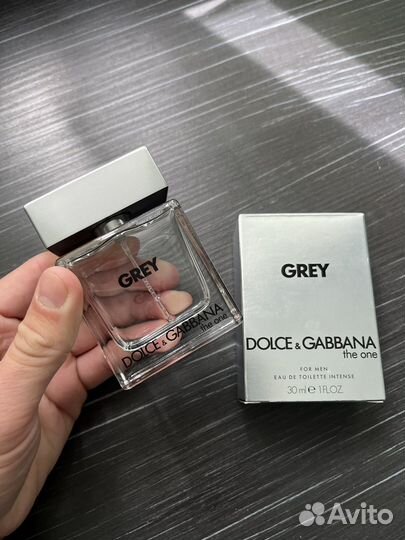 GREY
DOLCE & GABBANA
the one
GREY
DOLCE & GABBANA
the one
FOR MEN
EAU DE TOILETTE INTENSE
30 ml e 1 FL.OZ.
Avito